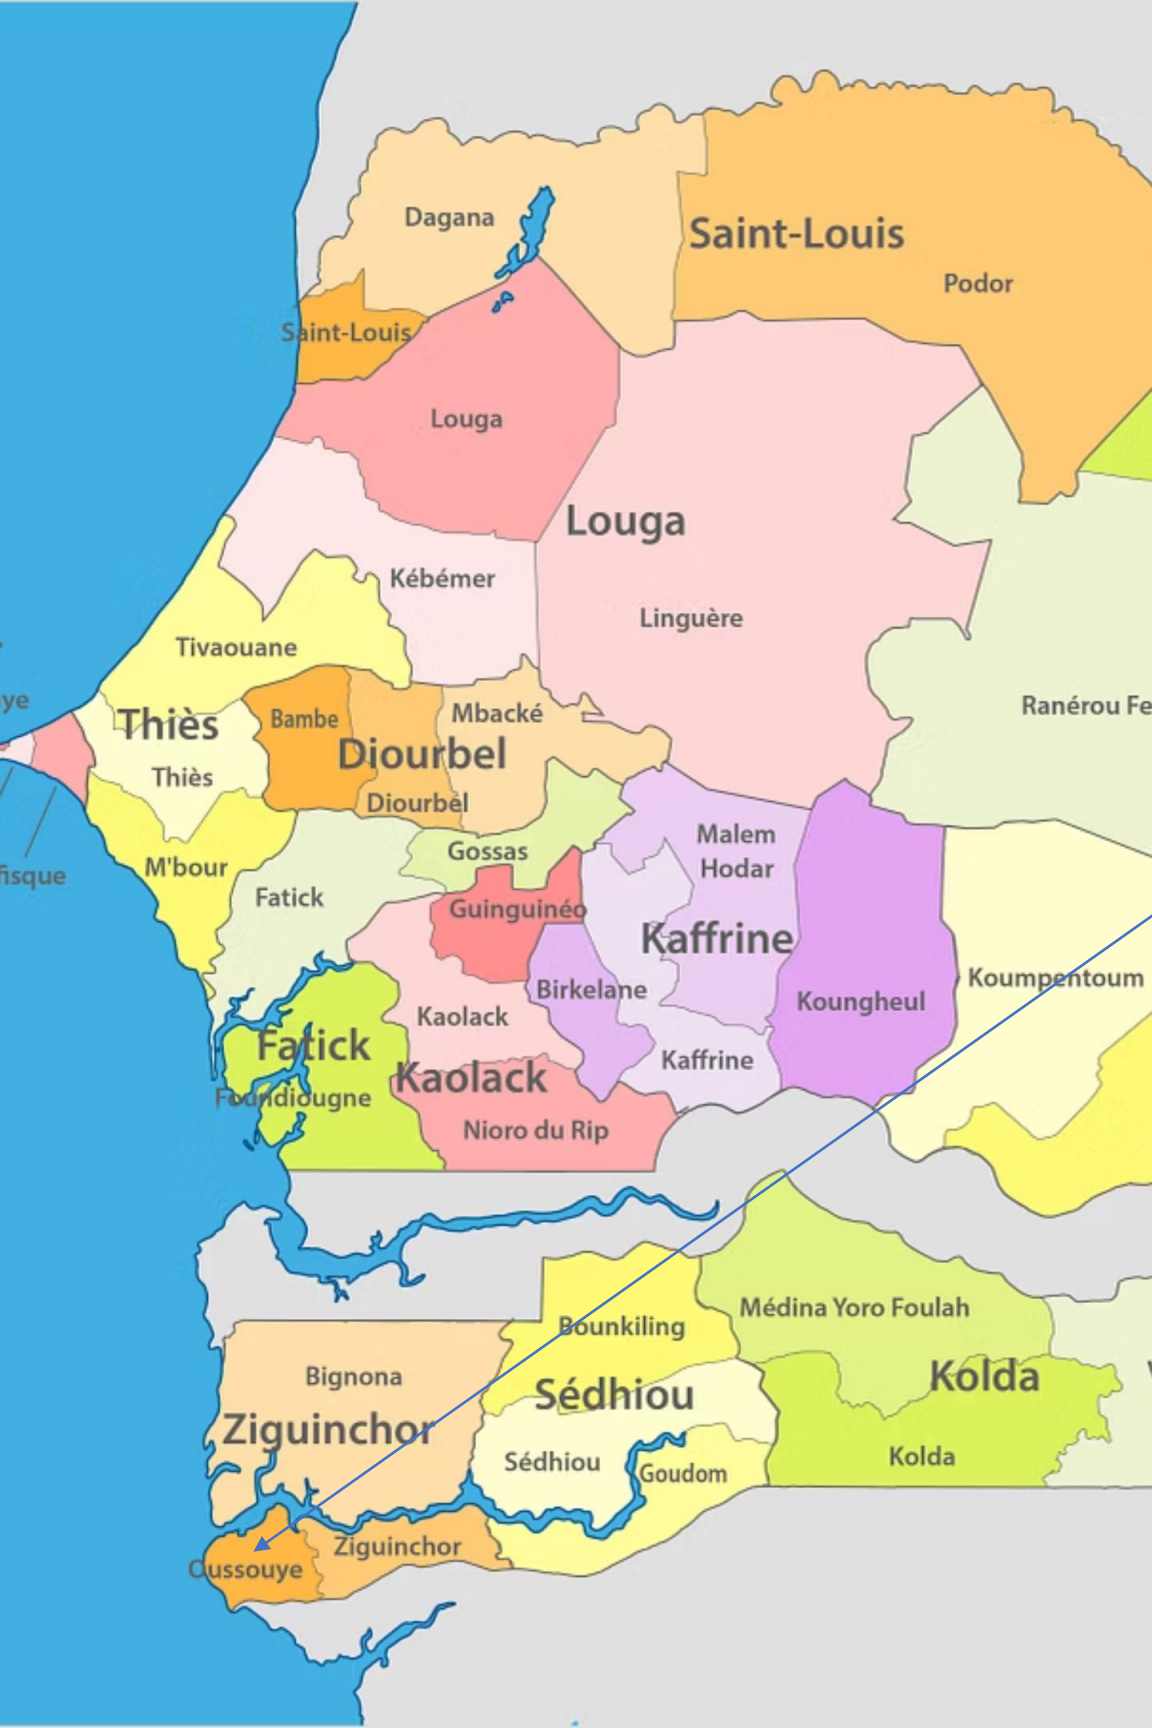 Dagana
Saint-Louis
Podor
Saint-Louis
Louga
Louga
Kébémer
Linguère
Tivaouane
Ranérou Fe
aye
Thiès
Bambe
Mbacké
Diourbel
Thiès
Diourbel
Malem
Hodar
Gossas
M'bour
fisque
Fatick
Guinguinéo
Kaffrine
Koumpentoum
Birkelane
Koungheul
Kaolack
Fatick
Kaffrine
Kaolack
Foundiougne
Nioro du Rip
Médina Yoro Foulah
Bounkiling
Bignona
Kolda
Sédhiou
Ziguinchor
Kolda
Sédhiou
Goudom
Ziguinchor
Oussouye